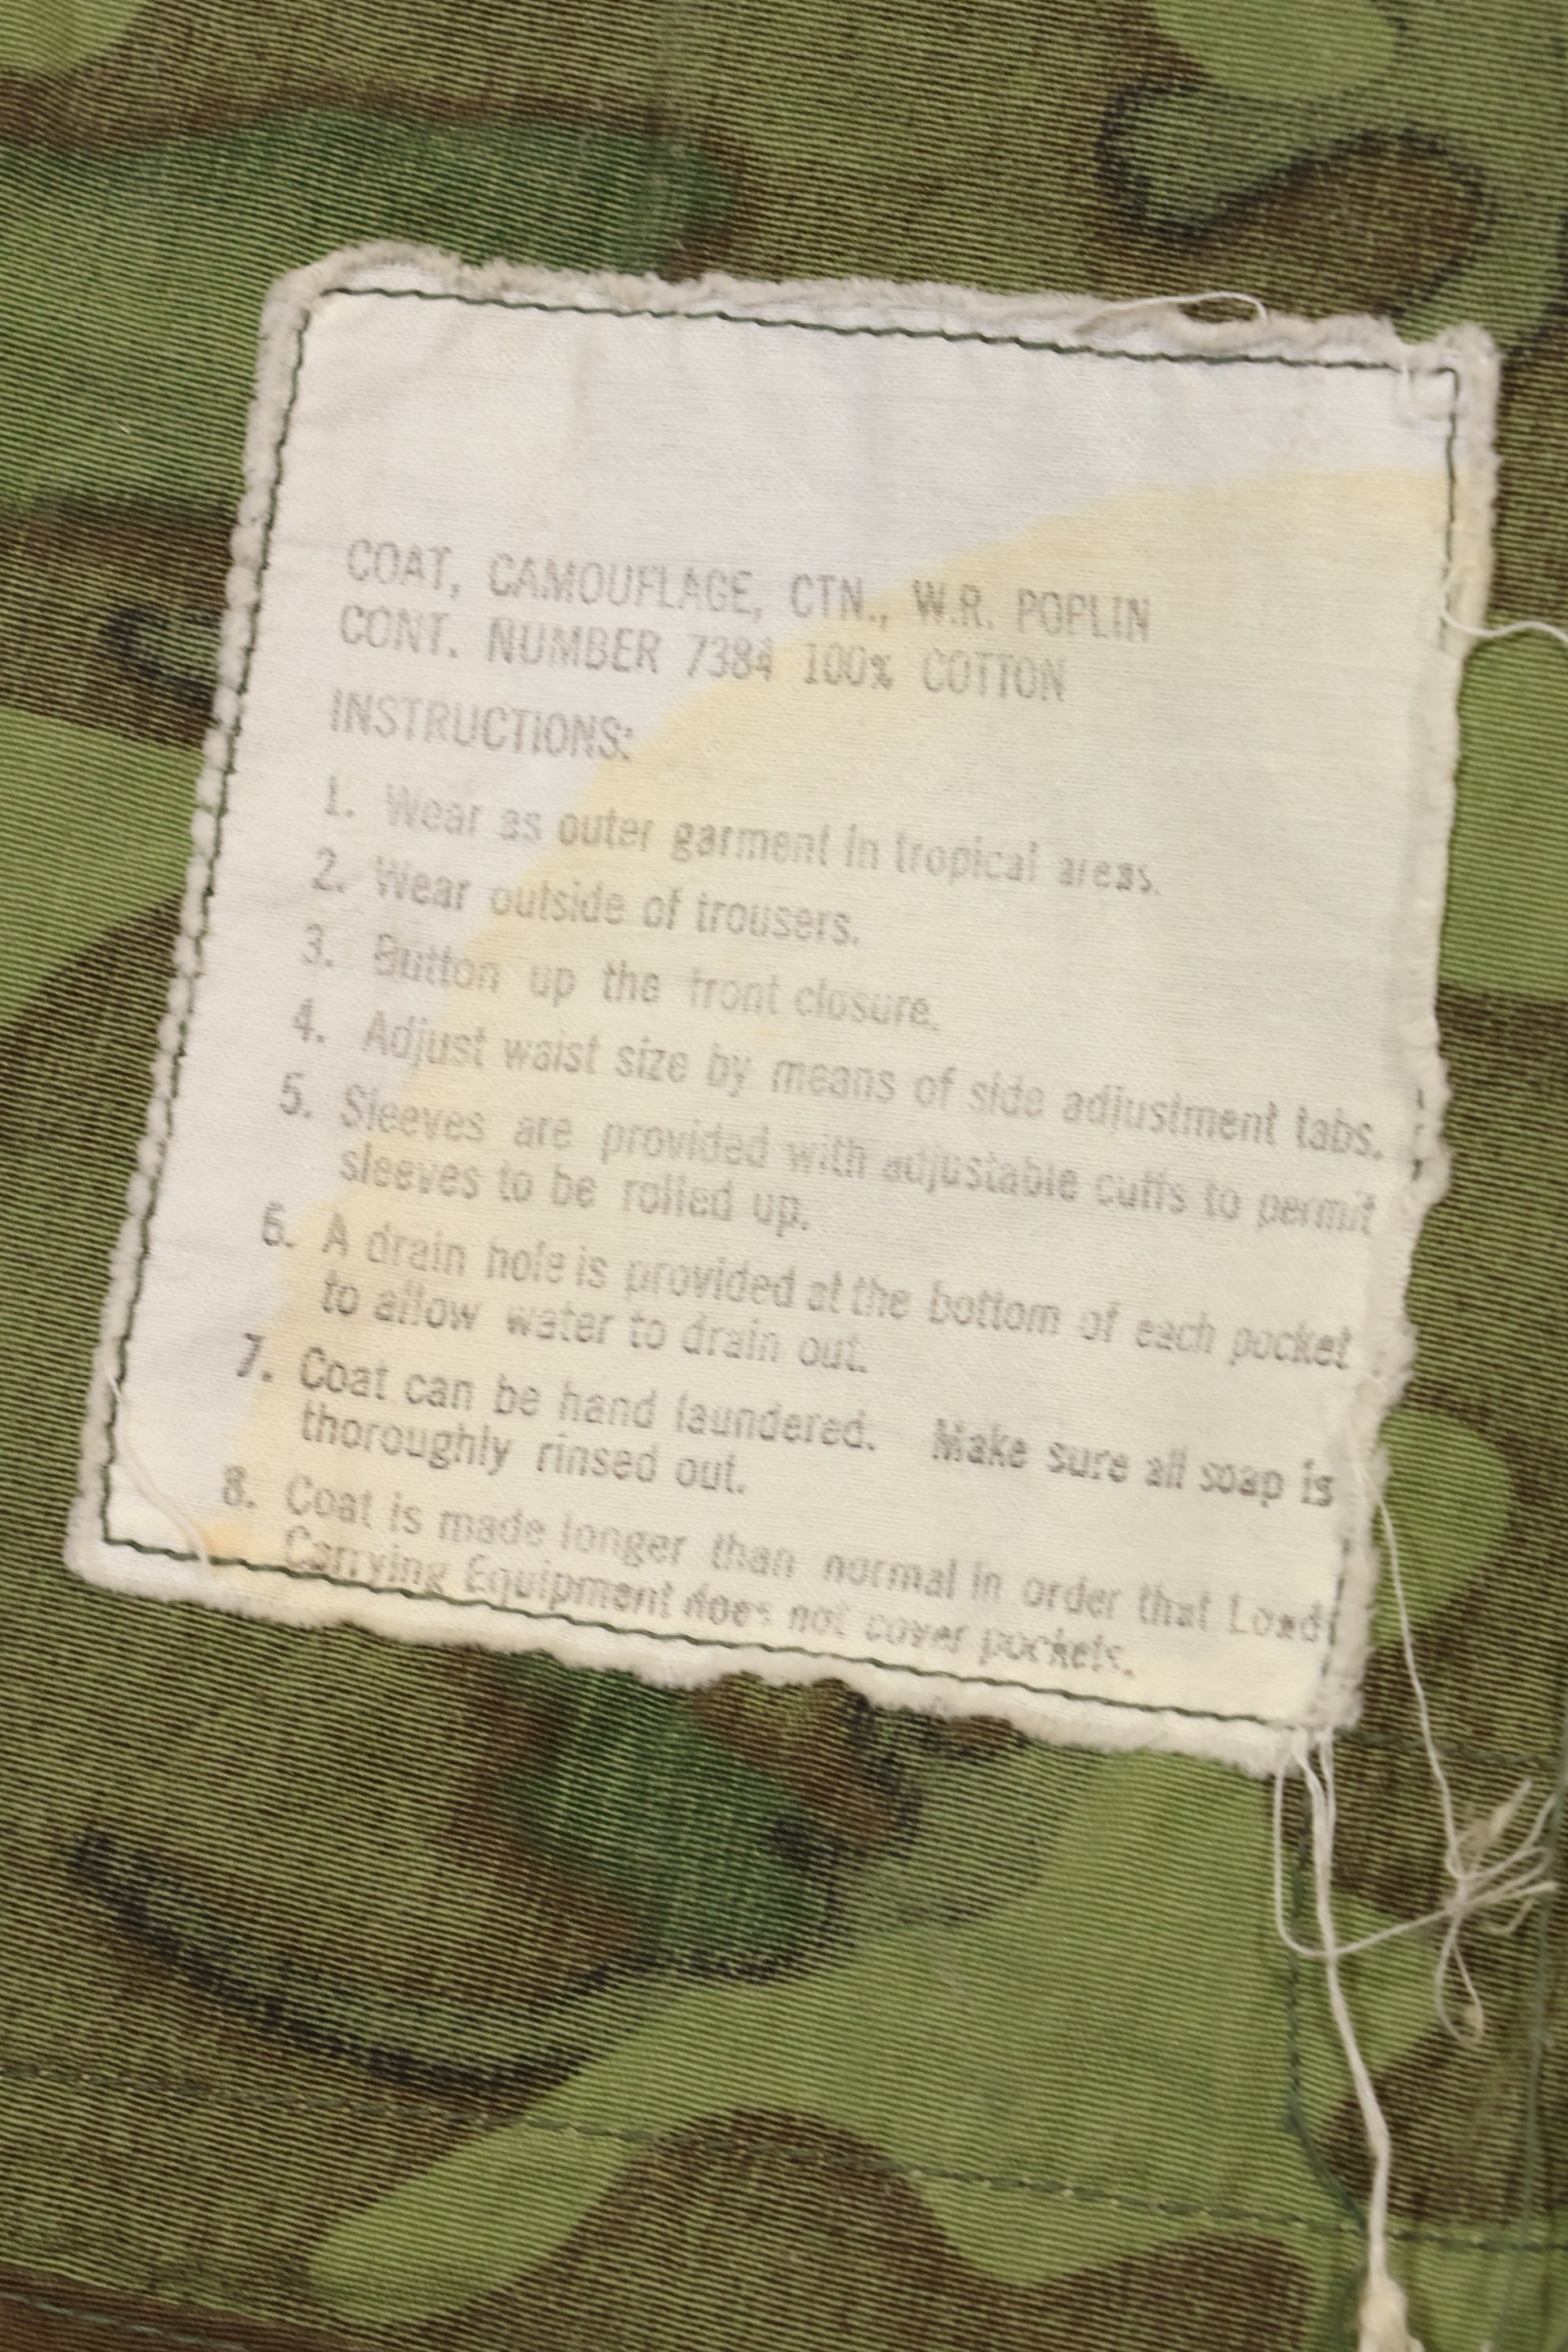 COAT, CAMOUFLAGE, CTN., W.R. POPLIN
CONT. NUMBER 7384 100% COTTON
INSTRUCTIONS:
1. Wear as outer garment in tropical areas.
2. Wear outside of trousers.
3. Button up the front closure.
4. Adjust waist size by means of side adjustment tabs.
5. Sleeves are provided with adjustable cuffs to permit
sleeves to be rolled up.
6. A drain hole is provided at the bottom of each pocket
to allow water to drain out.
7. Coat can be hand laundered. Make sure all soap is
thoroughly rinsed out.
8. Coat is made longer than normal in order that Load
Carrying Equipment does not cover pockets.